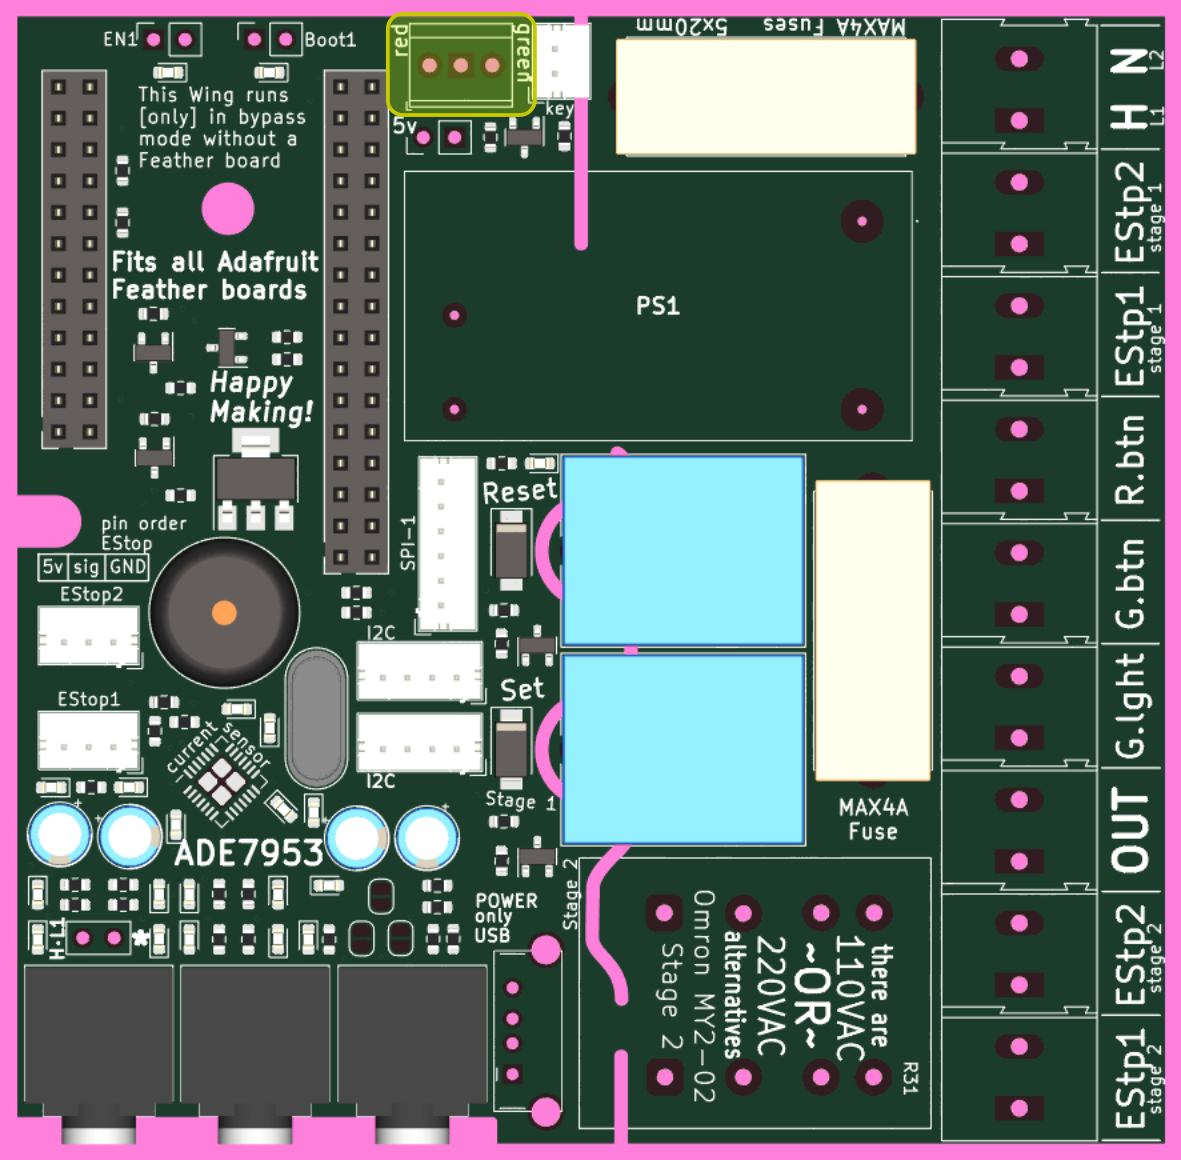 EN1
Boot1
red
green
key
5v
5x20mm Fuses MAX4A
This Wing runs
[only] in bypass
mode without a
Feather board
Fits all Adafruit
Feather boards
Happy
Making!
PS1
pin order
EStop
5v sig GND
EStop2
EStop1
SPI-1
I2C
I2C
Reset
Set
Stage 1
Stage 2
current sensor
ADE7953
H·L1
*
POWER
only
USB
MAX4A
Fuse
there are
110VAC
~OR~
220VAC
alternatives
Omron MY2-02
Stage 2
R31
N
L2
H
L1
EStp2
stage 1
EStp1
stage 1
R.btn
G.btn
G.lght
OUT
EStp2
stage 2
EStp1
stage 2